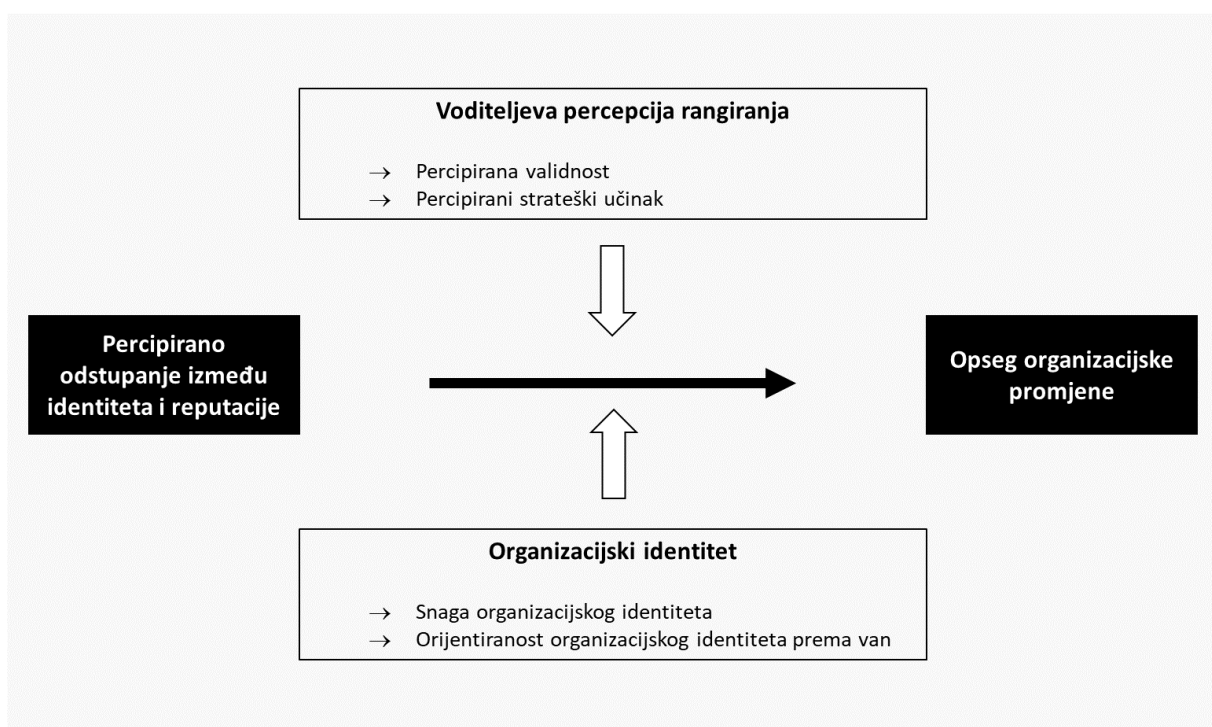 Voditeljeva percepcija rangiranja
→ Percipirana validnost
→ Percipirani strateški učinak
Percipirano
odstupanje između
identiteta i reputacije
Opseg organizacijske
promjene
Organizacijski identitet
→ Snaga organizacijskog identiteta
→ Orijentiranost organizacijskog identiteta prema van